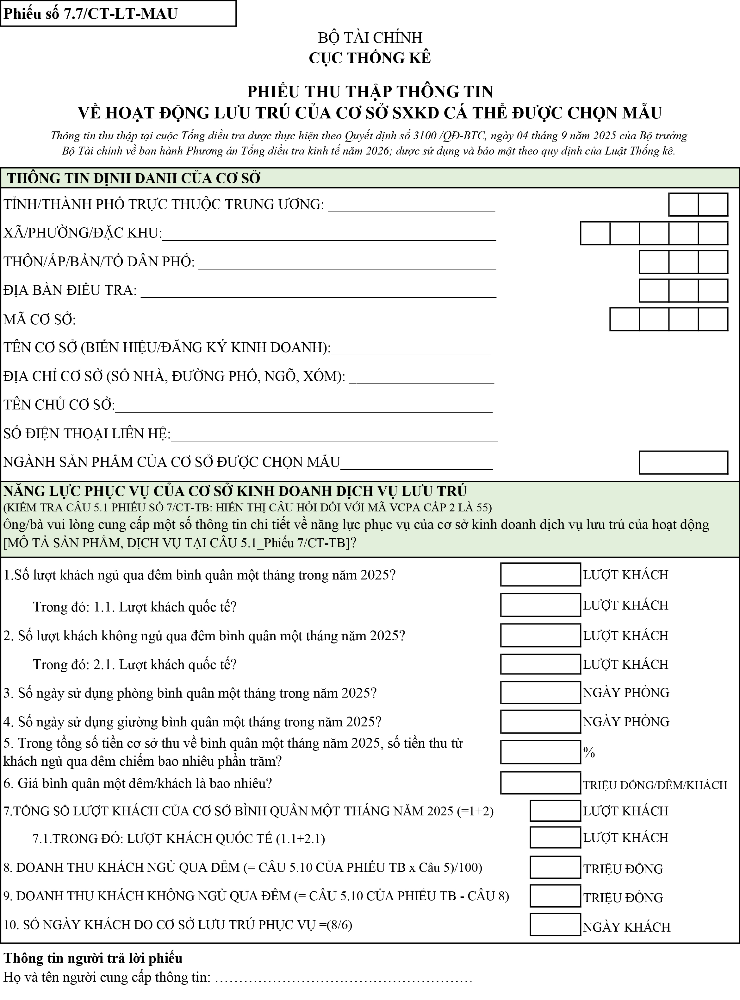 Phiếu số 7.7/CT-LT-MAU
BỘ TÀI CHÍNH
CỤC THỐNG KÊ
PHIẾU THU THẬP THÔNG TIN
VỀ HOẠT ĐỘNG LƯU TRÚ CỦA CƠ SỞ SXKD CÁ THỂ ĐƯỢC CHỌN MẪU
Thông tin thu thập tại cuộc Tổng điều tra được thực hiện theo Quyết định số 3100 /QĐ-BTC, ngày 04 tháng 9 năm 2025 của Bộ trưởng
Bộ Tài chính về ban hành Phương án Tổng điều tra kinh tế năm 2026; được sử dụng và bảo mật theo quy định của Luật Thống kê.
THÔNG TIN ĐỊNH DANH CỦA CƠ SỞ
TỈNH/THÀNH PHỐ TRỰC THUỘC TRUNG ƯƠNG: ____________________
XÃ/PHƯỜNG/ĐẶC KHU:____________________
THÔN/ẤP/BẢN/TỔ DÂN PHỐ: ____________________
ĐỊA BÀN ĐIỀU TRA: ____________________
MÃ CƠ SỞ:
TÊN CƠ SỞ (BIỂN HIỆU/ĐĂNG KÝ KINH DOANH):____________________
ĐỊA CHỈ CƠ SỞ (SỐ NHÀ, ĐƯỜNG PHỐ, NGÕ, XÓM): ____________________
TÊN CHỦ CƠ SỞ:____________________
SỐ ĐIỆN THOẠI LIÊN HỆ:____________________
NGÀNH SẢN PHẨM CỦA CƠ SỞ ĐƯỢC CHỌN MẪU____________________
NĂNG LỰC PHỤC VỤ CỦA CƠ SỞ KINH DOANH DỊCH VỤ LƯU TRÚ
(KIỂM TRA CÂU 5.1 PHIẾU SỐ 7/CT-TB: HIỂN THỊ CÂU HỎI ĐỐI VỚI MÃ VCPA CẤP 2 LÀ 55)
Ông/bà vui lòng cung cấp một số thông tin chi tiết về năng lực phục vụ của cơ sở kinh doanh dịch vụ lưu trú của hoạt động
[MÔ TẢ SẢN PHẨM, DỊCH VỤ TẠI CÂU 5.1_Phiếu 7/CT-TB]?
1.Số lượt khách ngủ qua đêm bình quân một tháng trong năm 2025? LƯỢT KHÁCH
Trong đó: 1.1. Lượt khách quốc tế? LƯỢT KHÁCH
2. Số lượt khách không ngủ qua đêm bình quân một tháng năm 2025? LƯỢT KHÁCH
Trong đó: 2.1. Lượt khách quốc tế? LƯỢT KHÁCH
3. Số ngày sử dụng phòng bình quân một tháng trong năm 2025? NGÀY PHÒNG
4. Số ngày sử dụng giường bình quân một tháng trong năm 2025? NGÀY PHÒNG
5. Trong tổng số tiền cơ sở thu về bình quân một tháng năm 2025, số tiền thu từ
khách ngủ qua đêm chiếm bao nhiêu phần trăm? %
6. Giá bình quân một đêm/khách là bao nhiêu? TRIỆU ĐỒNG/ĐÊM/KHÁCH
7.TỔNG SỐ LƯỢT KHÁCH CỦA CƠ SỞ BÌNH QUÂN MỘT THÁNG NĂM 2025 (=1+2) LƯỢT KHÁCH
7.1.TRONG ĐÓ: LƯỢT KHÁCH QUỐC TẾ (1.1+2.1) LƯỢT KHÁCH
8. DOANH THU KHÁCH NGỦ QUA ĐÊM (= CÂU 5.10 CỦA PHIẾU TB x Câu 5)/100) TRIỆU ĐỒNG
9. DOANH THU KHÁCH KHÔNG NGỦ QUA ĐÊM (= CÂU 5.10 CỦA PHIẾU TB - CÂU 8) TRIỆU ĐỒNG
10. SỐ NGÀY KHÁCH DO CƠ SỞ LƯU TRÚ PHỤC VỤ =(8/6) NGÀY KHÁCH
Thông tin người trả lời phiếu
Họ và tên người cung cấp thông tin: ……………………………………………